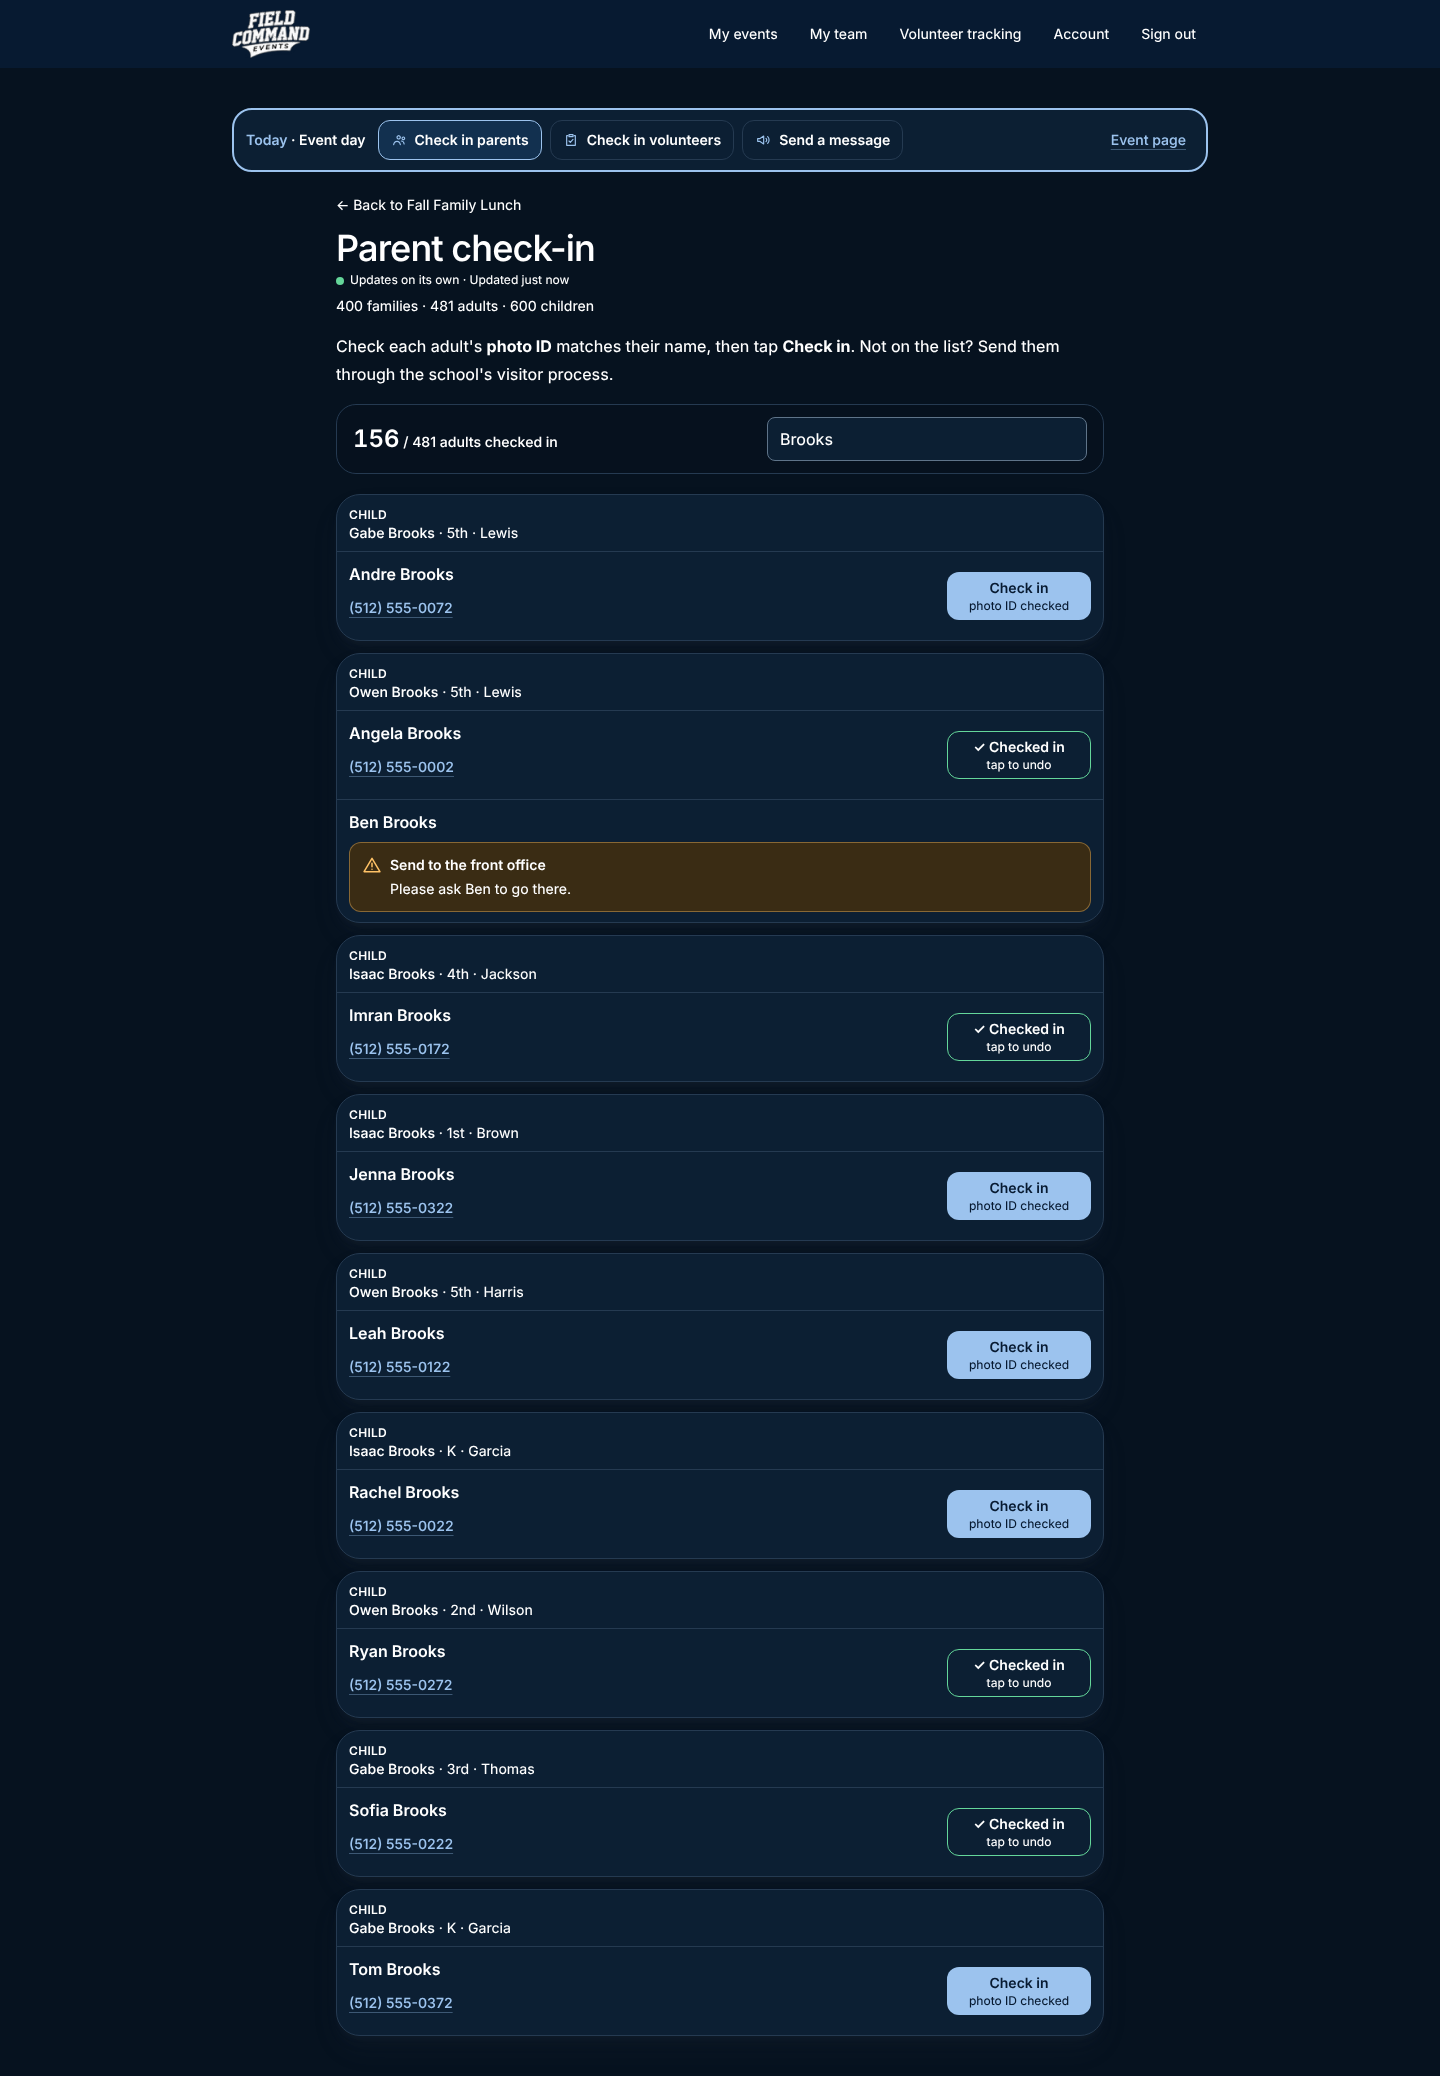 FIELD
COMMAND
EVENTS
My events
My team
Volunteer tracking
Account
Sign out
Today · Event day
Check in parents
Check in volunteers
Send a message
Event page
← Back to Fall Family Lunch
Parent check-in
Updates on its own · Updated just now
400 families · 481 adults · 600 children
Check each adult's photo ID matches their name, then tap Check in. Not on the list? Send them
through the school's visitor process.
156 / 481 adults checked in
Brooks
CHILD
Gabe Brooks · 5th · Lewis
Andre Brooks
(512) 555-0072
Check in
photo ID checked
CHILD
Owen Brooks · 5th · Lewis
Angela Brooks
(512) 555-0002
✓ Checked in
tap to undo
Ben Brooks
Send to the front office
Please ask Ben to go there.
CHILD
Isaac Brooks · 4th · Jackson
Imran Brooks
(512) 555-0172
✓ Checked in
tap to undo
CHILD
Isaac Brooks · 1st · Brown
Jenna Brooks
(512) 555-0322
Check in
photo ID checked
CHILD
Owen Brooks · 5th · Harris
Leah Brooks
(512) 555-0122
Check in
photo ID checked
CHILD
Isaac Brooks · K · Garcia
Rachel Brooks
(512) 555-0022
Check in
photo ID checked
CHILD
Owen Brooks · 2nd · Wilson
Ryan Brooks
(512) 555-0272
✓ Checked in
tap to undo
CHILD
Gabe Brooks · 3rd · Thomas
Sofia Brooks
(512) 555-0222
✓ Checked in
tap to undo
CHILD
Gabe Brooks · K · Garcia
Tom Brooks
(512) 555-0372
Check in
photo ID checked